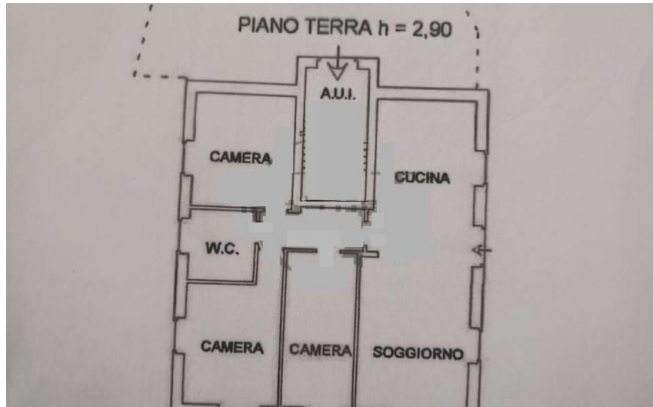 PIANO TERRA h = 2,90
A.U.I.
CAMERA
CUCINA
W.C.
CAMERA
CAMERA
SOGGIORNO